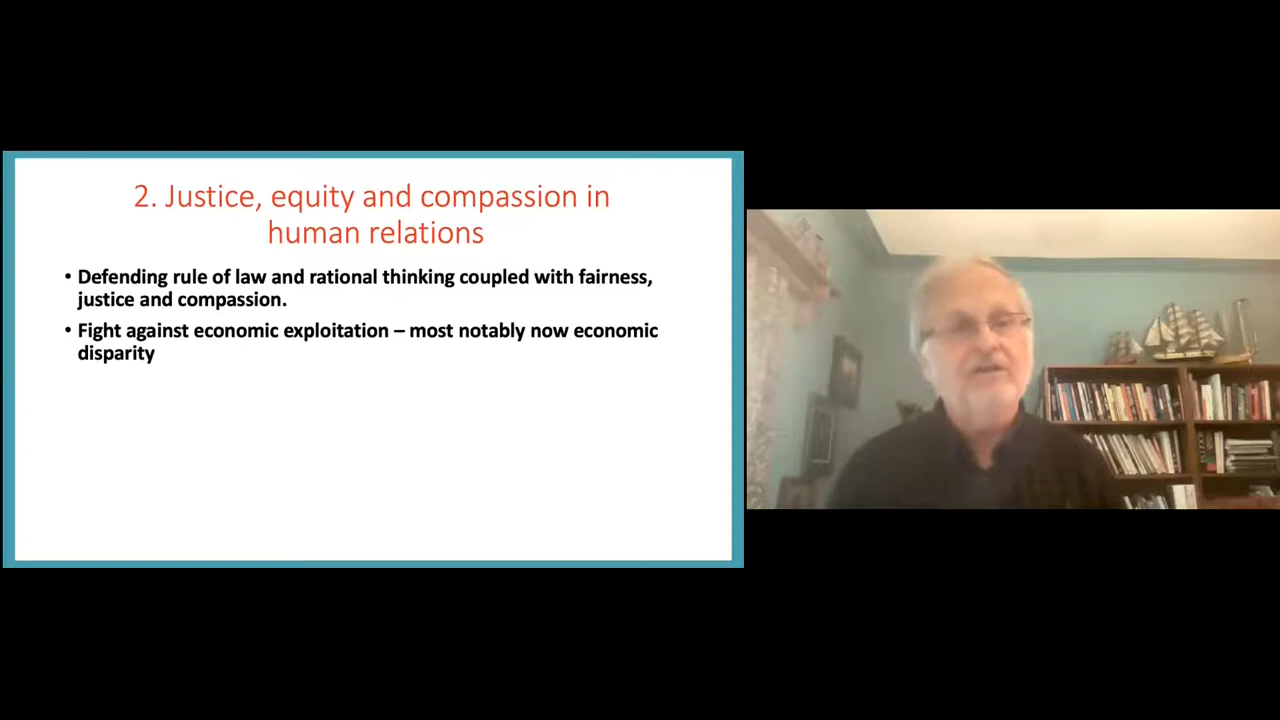 2. Justice, equity and compassion in
human relations
• Defending rule of law and rational thinking coupled with fairness,
justice and compassion.
• Fight against economic exploitation – most notably now economic
disparity